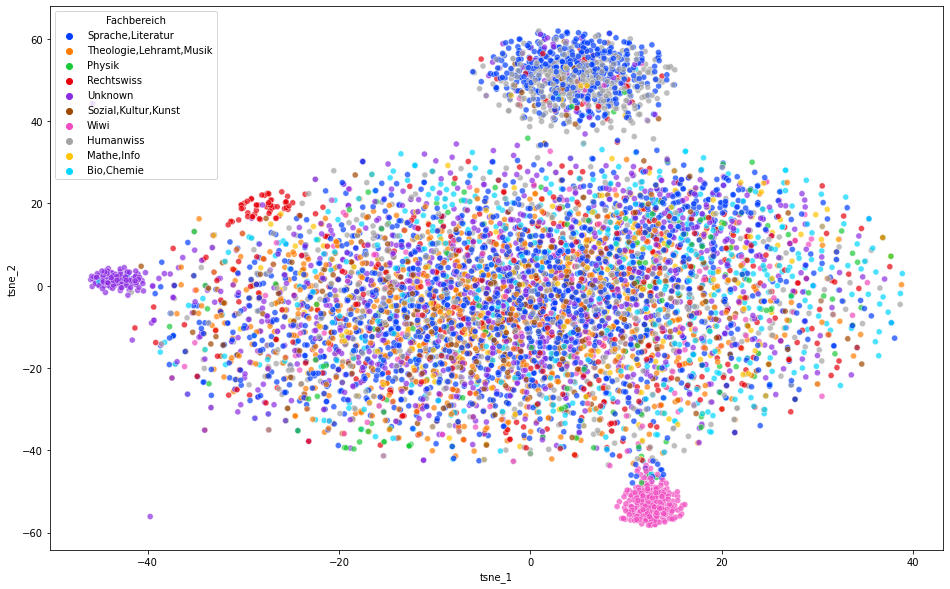 Fachbereich
Sprache,Literatur
Theologie,Lehramt,Musik
Physik
Rechtswiss
Unknown
Sozial,Kultur,Kunst
Wiwi
Humanwiss
Mathe,Info
Bio,Chemie
60
40
20
0
−20
−40
−60
tsne_2
−40
−20
0
20
40
tsne_1